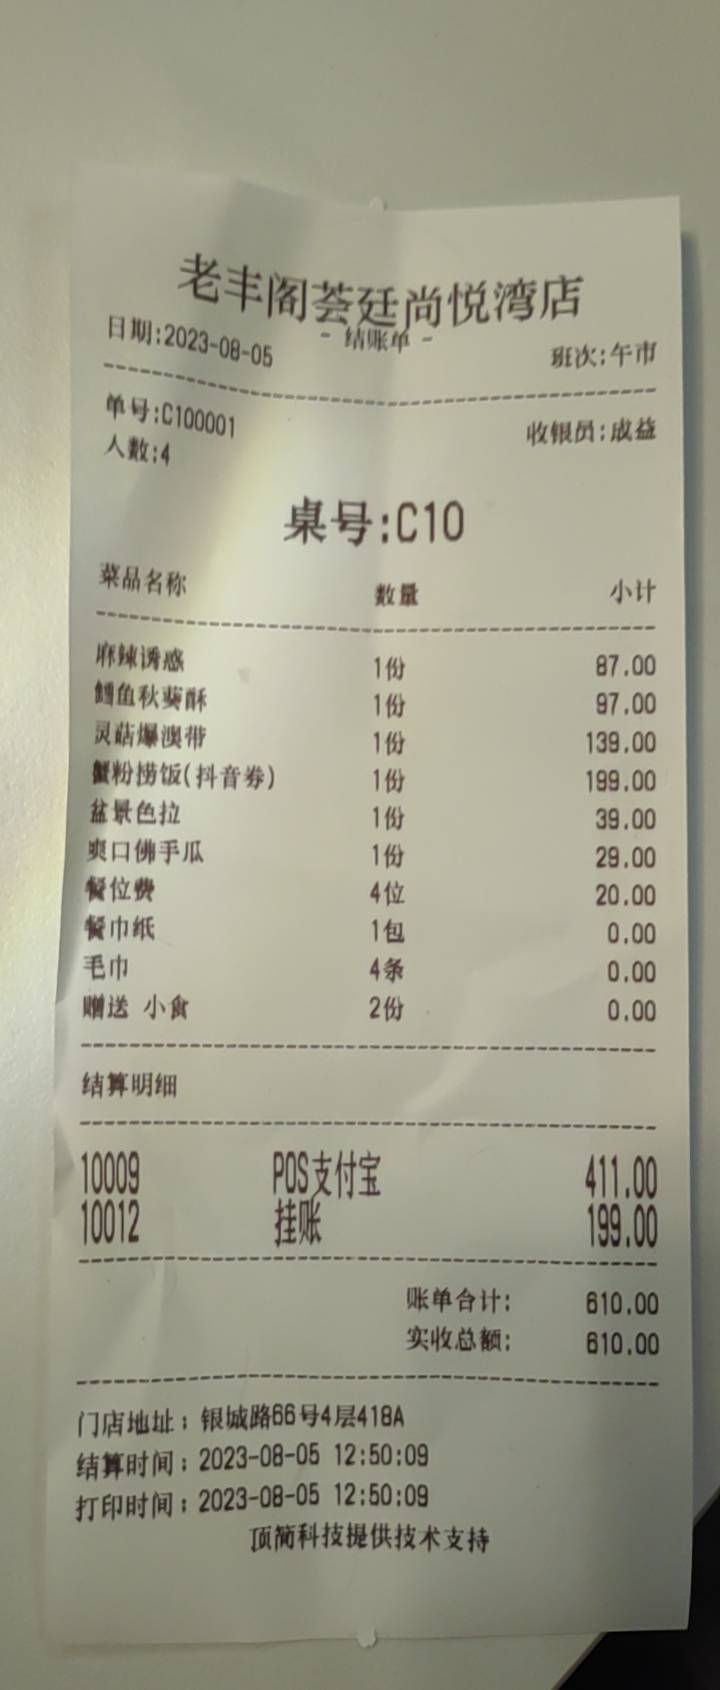 老丰阁荟廷尚悦湾店
- 结账单 -
日期:2023-08-05 班次:午市
单号:C100001 收银员:成益
人数:4
桌号:C10
菜品名称 数量 小计
麻辣诱惑 1份 87.00
鳕鱼秋葵酥 1份 97.00
灵菇爆澳带 1份 139.00
蟹粉捞饭(抖音券) 1份 199.00
盆景色拉 1份 39.00
爽口佛手瓜 1份 29.00
餐位费 4位 20.00
餐巾纸 1包 0.00
毛巾 4条 0.00
赠送 小食 2份 0.00
结算明细
10009 POS支付宝 411.00
10012 挂账 199.00
账单合计: 610.00
实收总额: 610.00
门店地址: 银城路66号4层418A
结算时间: 2023-08-05 12:50:09
打印时间: 2023-08-05 12:50:09
顶简科技提供技术支持